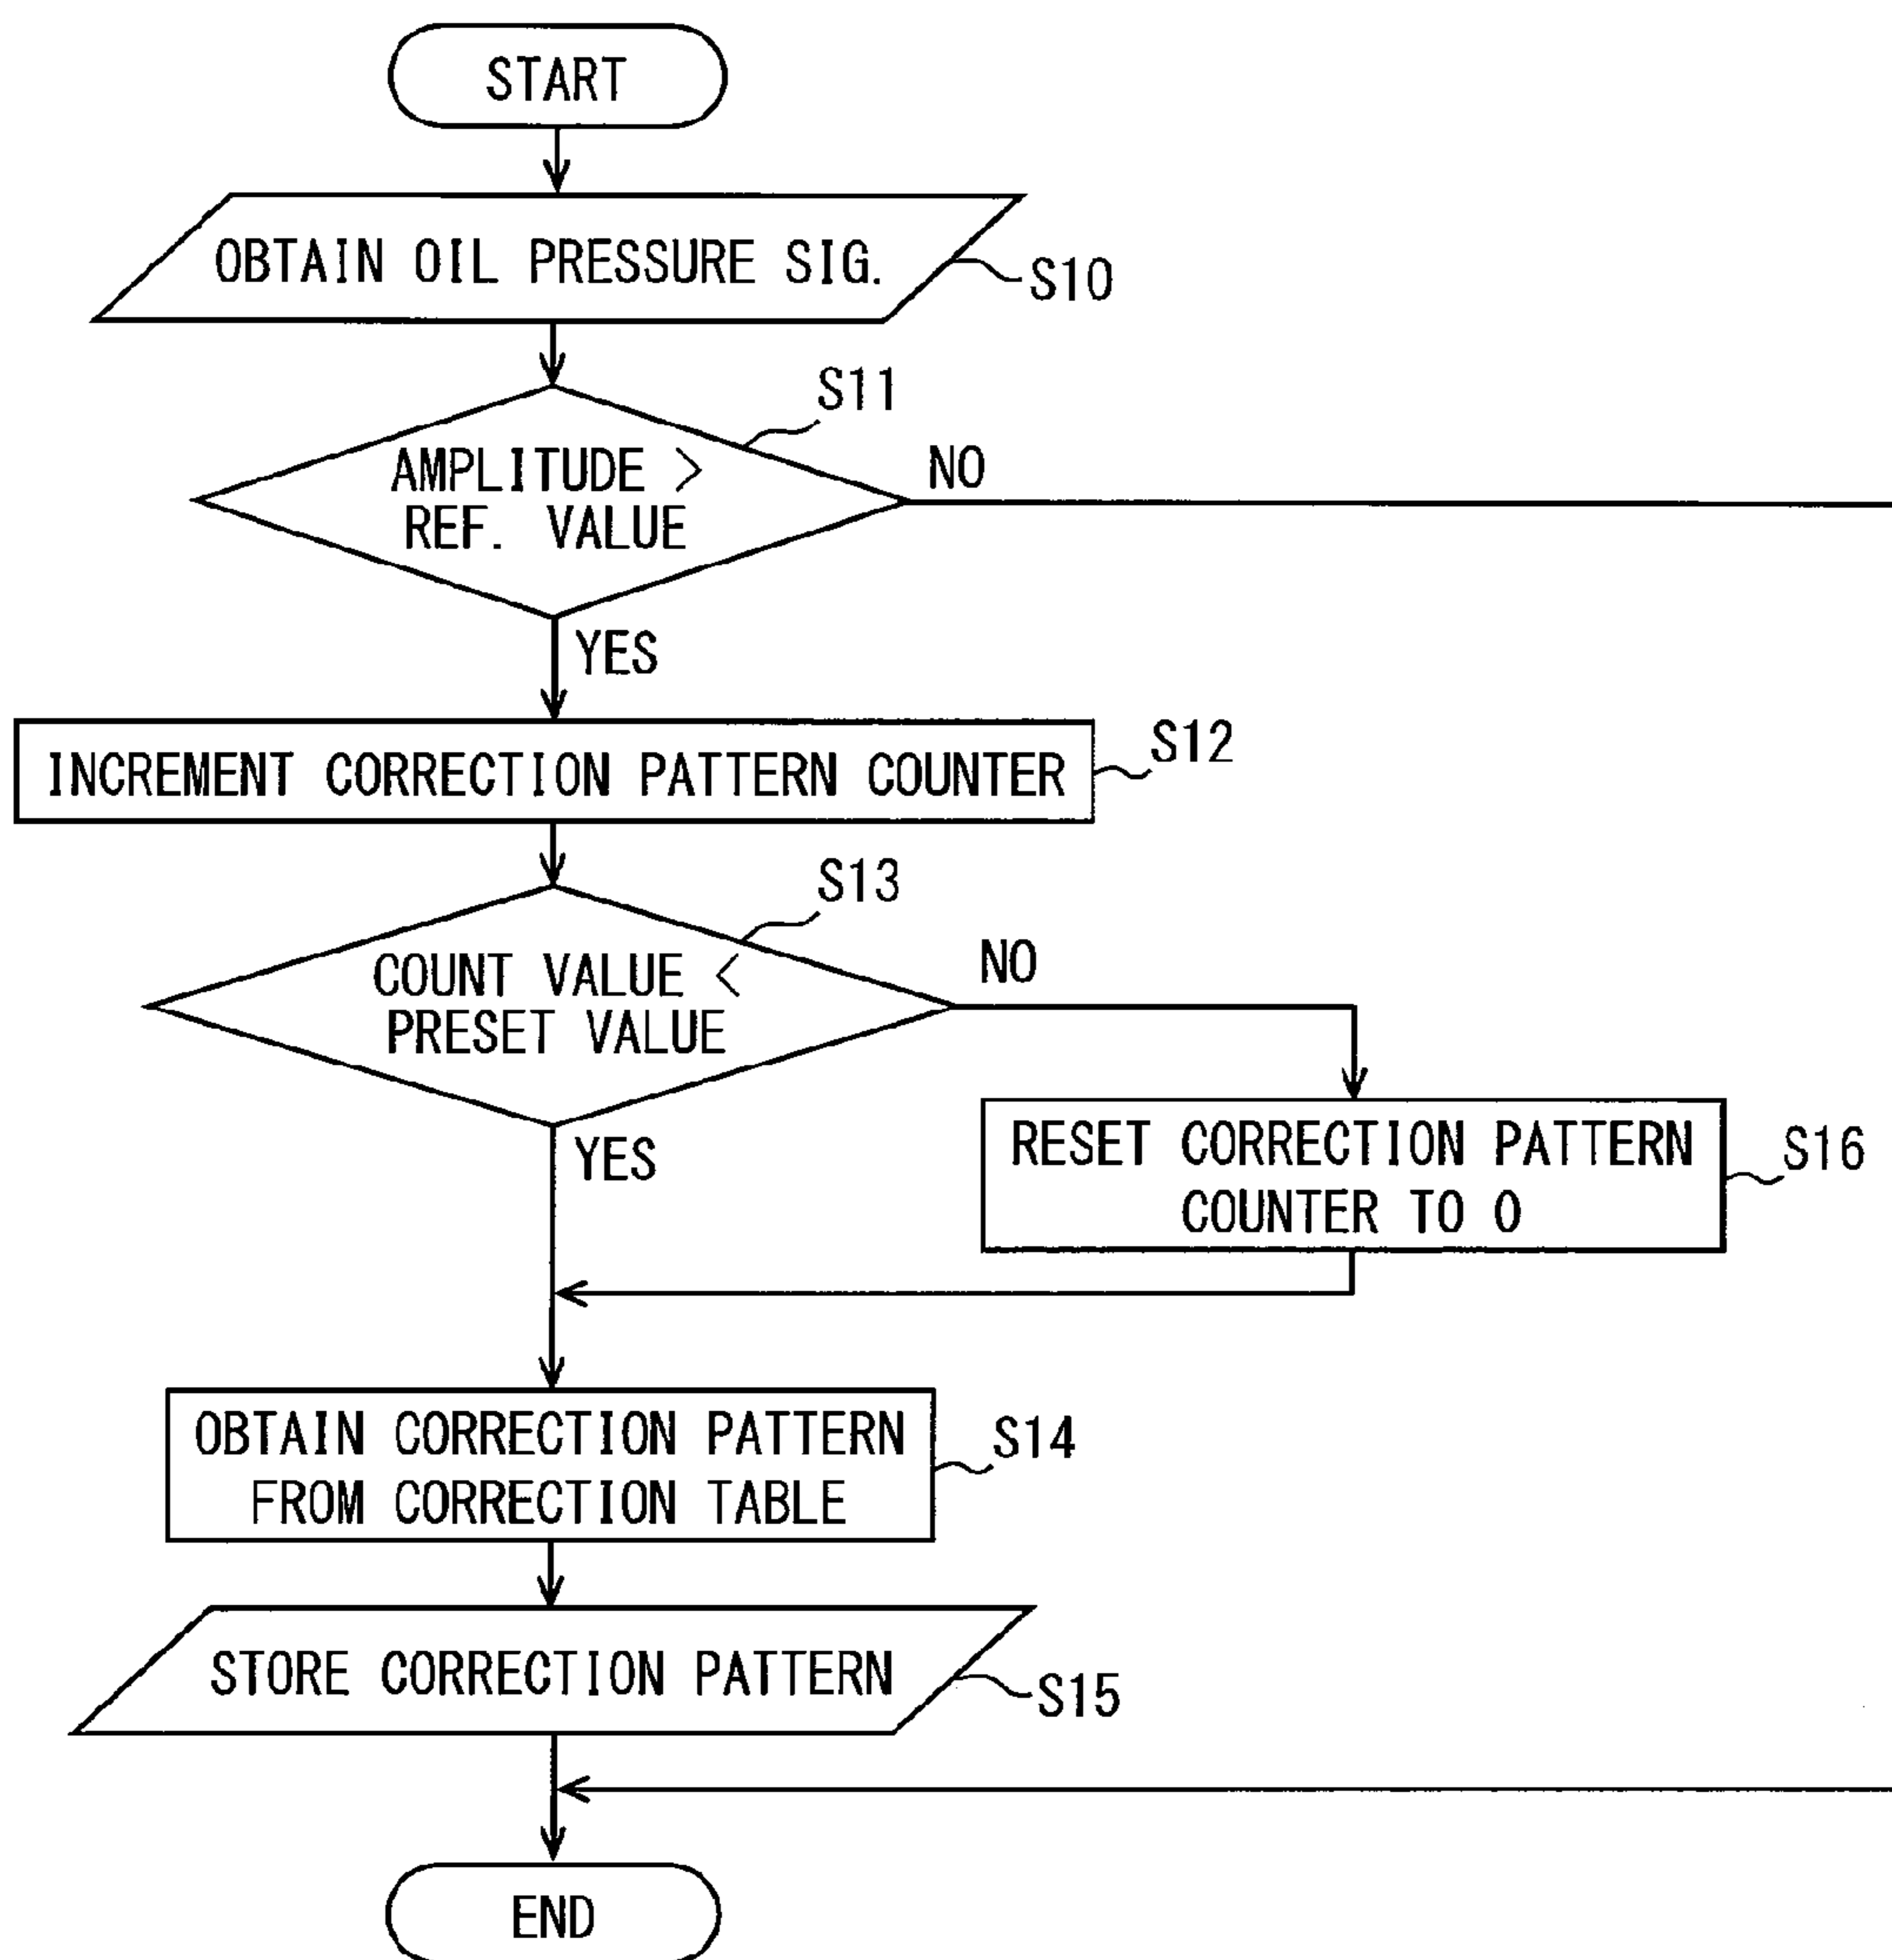 START
OBTAIN OIL PRESSURE SIG.
S10
S11
AMPLITUDE >
REF. VALUE
NO
YES
INCREMENT CORRECTION PATTERN COUNTER
S12
S13
COUNT VALUE <
PRESET VALUE
NO
YES
RESET CORRECTION PATTERN
COUNTER TO 0
S16
OBTAIN CORRECTION PATTERN
FROM CORRECTION TABLE
S14
STORE CORRECTION PATTERN
S15
END